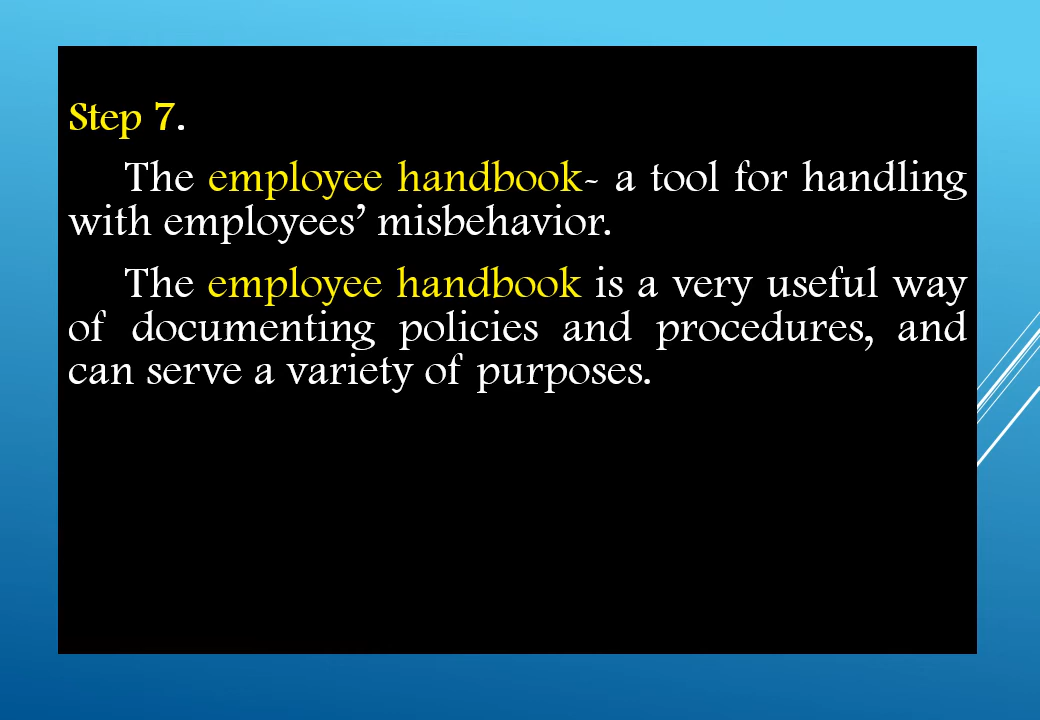 Step 7.
The employee handbook- a tool for handling
with employees’ misbehavior.
The employee handbook is a very useful way
of documenting policies and procedures, and
can serve a variety of purposes.